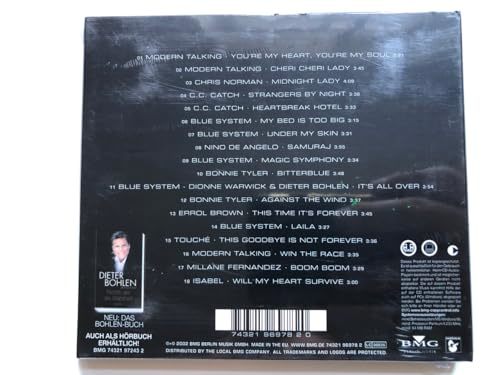 01 MODERN TALKING · YOU'RE MY HEART, YOU'RE MY SOUL
02 MODERN TALKING · CHERI CHERI LADY 3:45
03 CHRIS NORMAN · MIDNIGHT LADY 4:09
04 C.C. CATCH · STRANGERS BY NIGHT 3:36
05 C.C. CATCH · HEARTBREAK HOTEL 3:33
06 BLUE SYSTEM · MY BED IS TOO BIG 3:15
07 BLUE SYSTEM · UNDER MY SKIN 3:31
08 NINO DE ANGELO · SAMURAJ 3:50
09 BLUE SYSTEM · MAGIC SYMPHONY 3:34
10 BONNIE TYLER · BITTERBLUE 3:48
11 BLUE SYSTEM · DIONNE WARWICK & DIETER BOHLEN · IT'S ALL OVER 3:54
12 BONNIE TYLER · AGAINST THE WIND 3:37
13 ERROL BROWN · THIS TIME IT'S FOREVER 3:45
14 BLUE SYSTEM · LAILA 3:27
15 TOUCHÉ · THIS GOODBYE IS NOT FOREVER 3:36
16 MODERN TALKING · WIN THE RACE 3:34
17 MILLANE FERNANDEZ · BOOM BOOM 3:25
18 ISABEL · WILL MY HEART SURVIVE 3:30
DIETER
BOHLEN
NEU: DAS
BOHLEN-BUCH
AUCH ALS HÖRBUCH
ERHÄLTLICH!
BMG 74321 97243 2
74321 96978 2 0
© 2002 BMG BERLIN MUSIK GMBH. MADE IN THE EU. WWW.BMG.DE 74321 96978 2
DISTRIBUTED BY THE LOCAL BMG COMPANY. ALL TRADEMARKS AND LOGOS ARE PROTECTED.
BMG